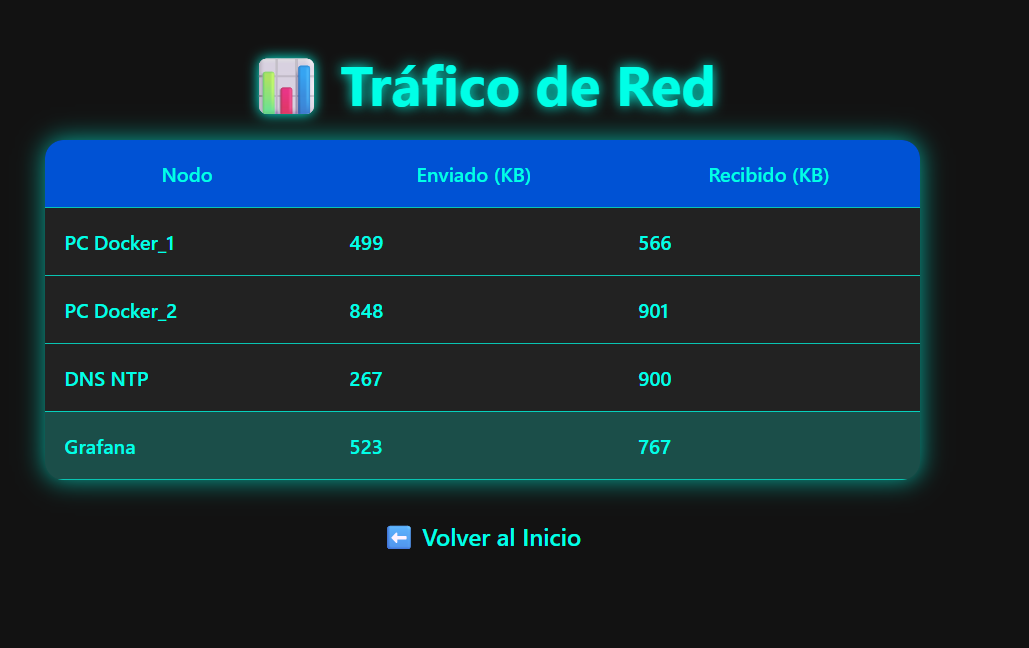 Tráfico de Red
Nodo Enviado (KB) Recibido (KB)
PC Docker_1 499 566
PC Docker_2 848 901
DNS NTP 267 900
Grafana 523 767
Volver al Inicio